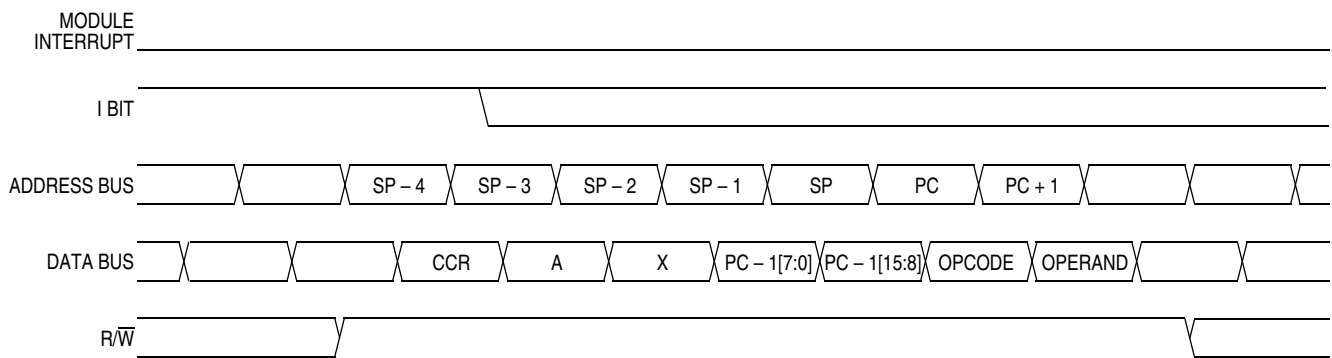 MODULE
INTERRUPT
I BIT
ADDRESS BUS SP – 4 SP – 3 SP – 2 SP – 1 SP PC PC + 1
DATA BUS CCR A X PC – 1[7:0] PC – 1[15:8] OPCODE OPERAND
R/W̅